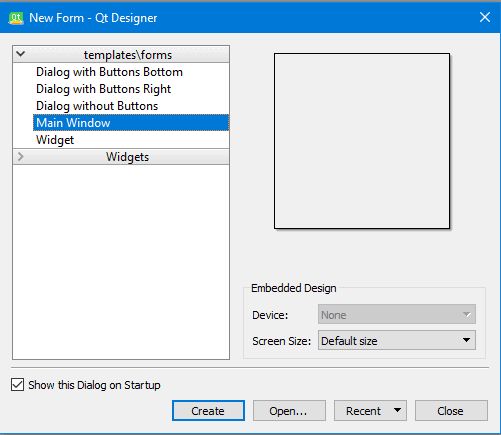 New Form - Qt Designer
templates\forms
Dialog with Buttons Bottom
Dialog with Buttons Right
Dialog without Buttons
Main Window
Widget
Widgets
Embedded Design
Device: None
Screen Size: Default size
Show this Dialog on Startup
Create Open... Recent Close